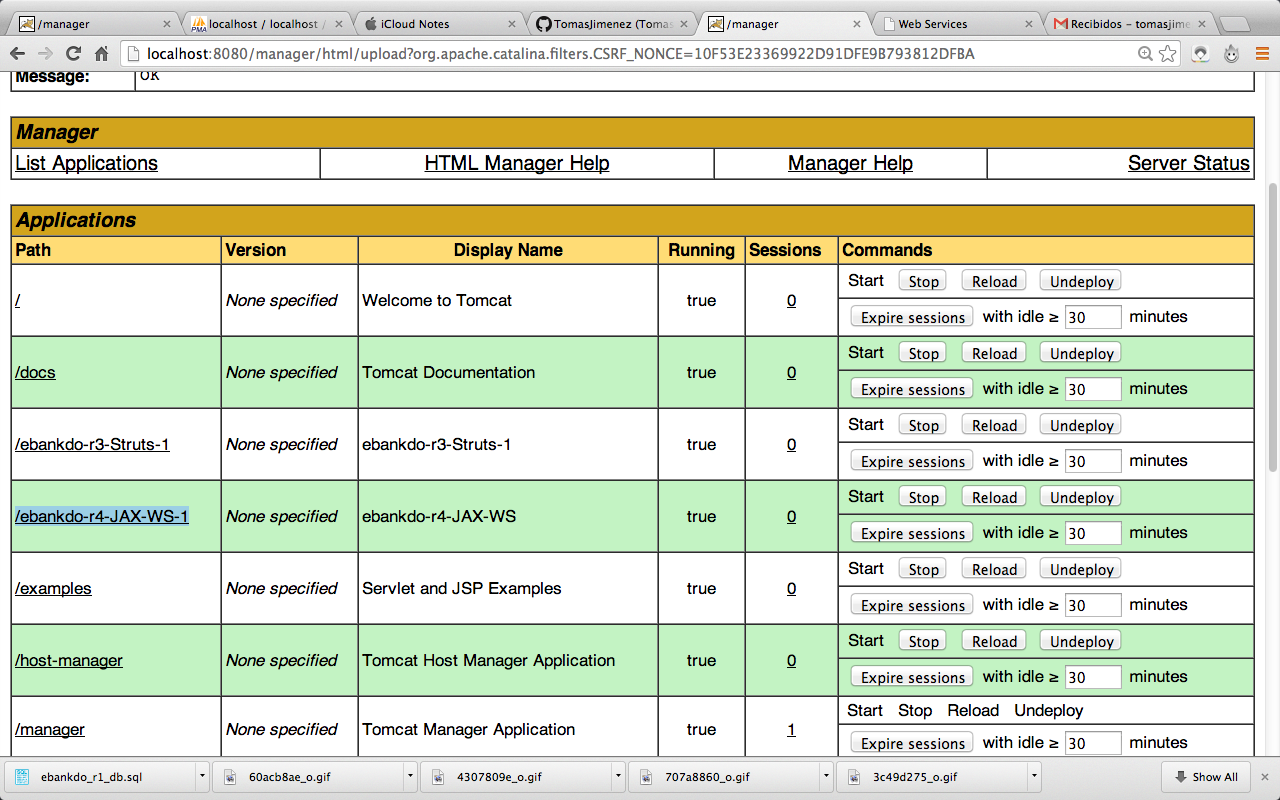 /manager
localhost / localhost /
iCloud Notes
TomasJimenez (Tomas
/manager
Web Services
Recibidos – tomasjime
localhost:8080/manager/html/upload?org.apache.catalina.filters.CSRF_NONCE=10F53E23369922D91DFE9B793812DFBA
Message: OK
Manager
List Applications HTML Manager Help Manager Help Server Status
Applications
Path Version Display Name Running Sessions Commands
/ None specified Welcome to Tomcat true 0
Start Stop Reload Undeploy
Expire sessions with idle ≥ 30 minutes
/docs None specified Tomcat Documentation true 0
Start Stop Reload Undeploy
Expire sessions with idle ≥ 30 minutes
/ebankdo-r3-Struts-1 None specified ebankdo-r3-Struts-1 true 0
Start Stop Reload Undeploy
Expire sessions with idle ≥ 30 minutes
/ebankdo-r4-JAX-WS-1 None specified ebankdo-r4-JAX-WS true 0
Start Stop Reload Undeploy
Expire sessions with idle ≥ 30 minutes
/examples None specified Servlet and JSP Examples true 0
Start Stop Reload Undeploy
Expire sessions with idle ≥ 30 minutes
/host-manager None specified Tomcat Host Manager Application true 0
Start Stop Reload Undeploy
Expire sessions with idle ≥ 30 minutes
/manager None specified Tomcat Manager Application true 1
Start Stop Reload Undeploy
Expire sessions with idle ≥ 30 minutes
ebankdo_r1_db.sql
60acb8ae_o.gif
4307809e_o.gif
707a8860_o.gif
3c49d275_o.gif
Show All